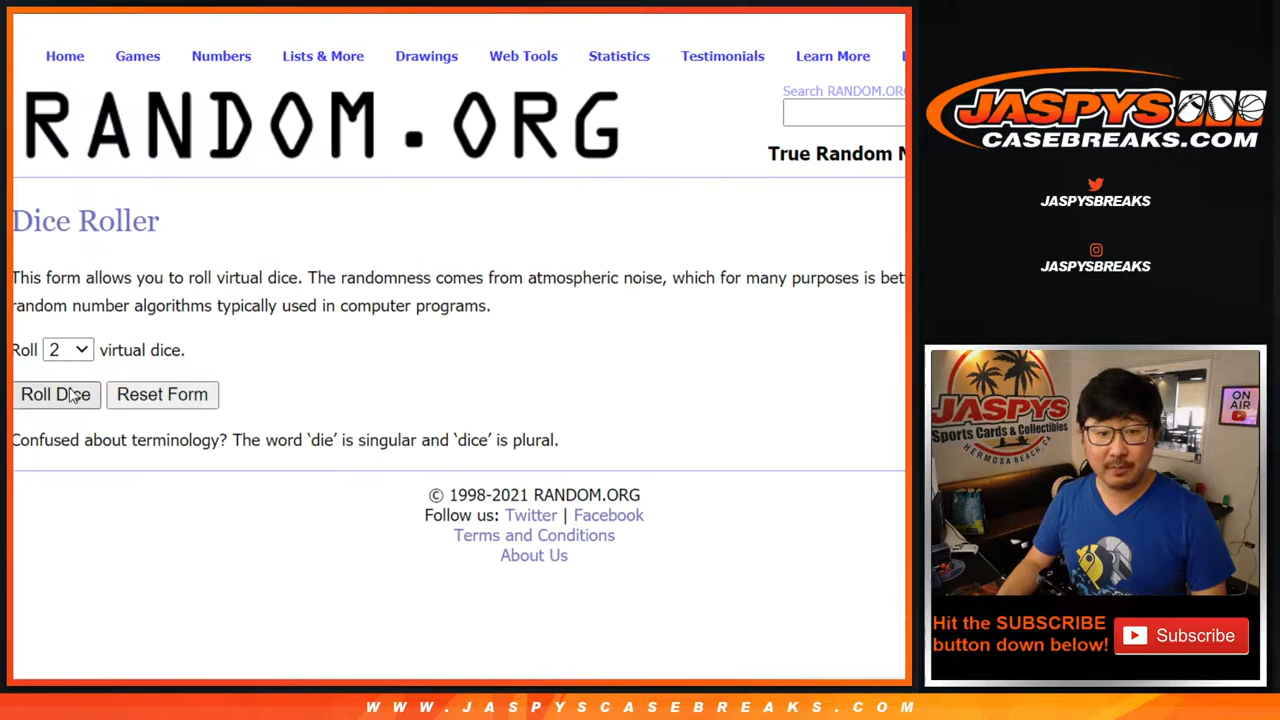 Home Games Numbers Lists & More Drawings Web Tools Statistics Testimonials Learn More
Search RANDOM.OR
RANDOM.ORG
True Random N
Dice Roller
This form allows you to roll virtual dice. The randomness comes from atmospheric noise, which for many purposes is bet
random number algorithms typically used in computer programs.
Roll 2 virtual dice.
Roll Dice Reset Form
Confused about terminology? The word ‘die’ is singular and ‘dice’ is plural.
© 1998-2021 RANDOM.ORG
Follow us: Twitter | Facebook
Terms and Conditions
About Us
JASPYS
CASEBREAKS.COM
JASPYSBREAKS
JASPYSBREAKS
JASPYS
Sports Cards & Collectibles
HERMOSA BEACH, CA
ON AIR
Hit the SUBSCRIBE
button down below!
Subscribe
WWW.JASPYSCASEBREAKS.COM